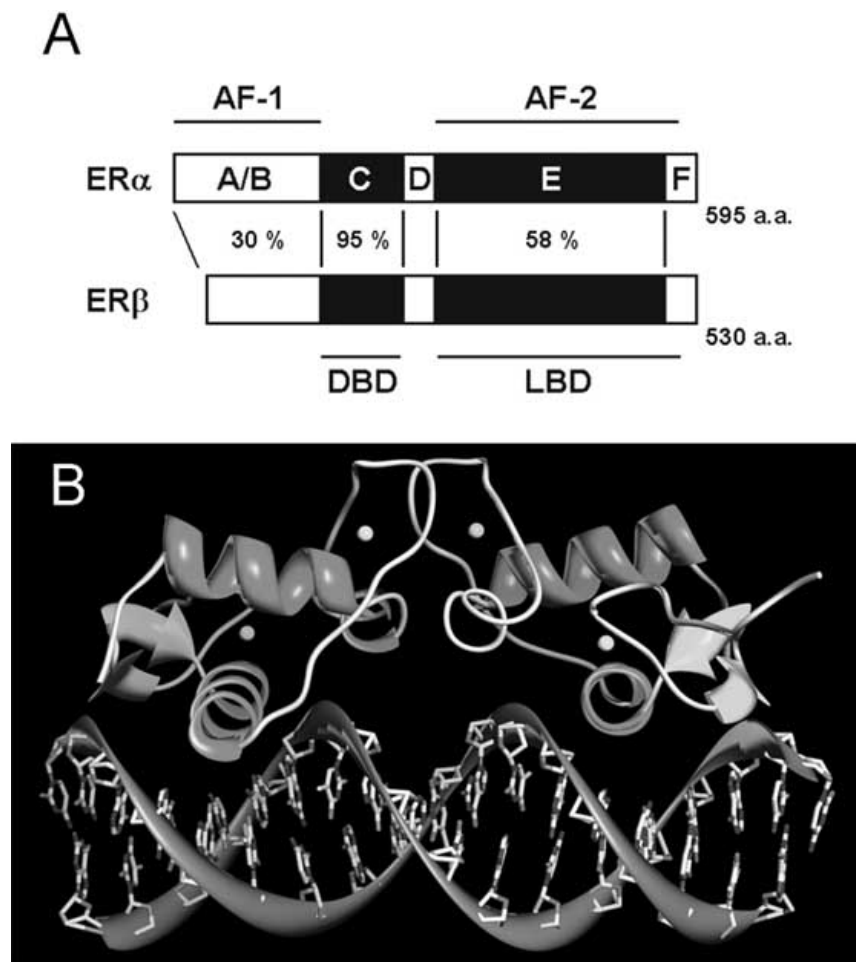 A
AF-1 AF-2
ERα A/B C D E F
595 a.a.
30 % 95 % 58 %
ERβ
530 a.a.
DBD LBD
B